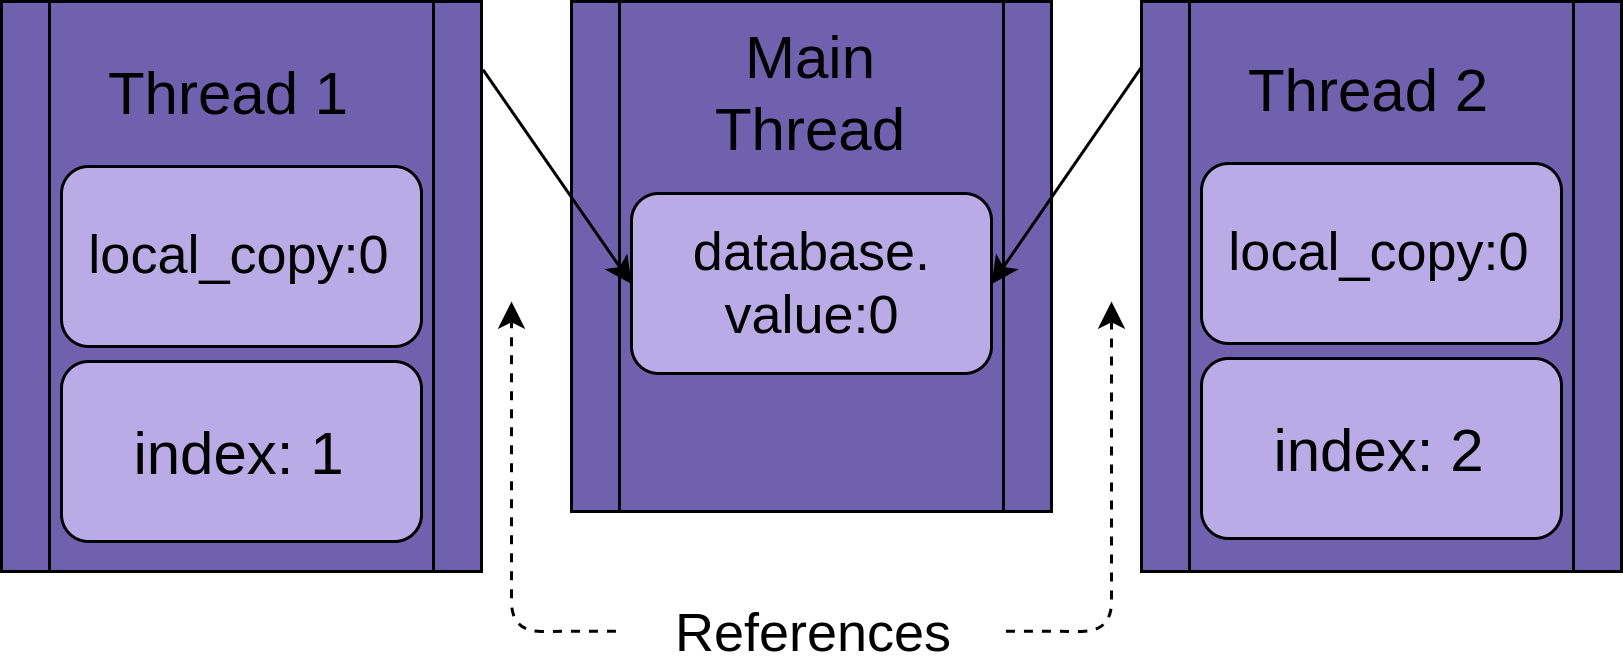 Thread 1
local_copy:0
index: 1
Main
Thread
database.
value:0
Thread 2
local_copy:0
index: 2
References